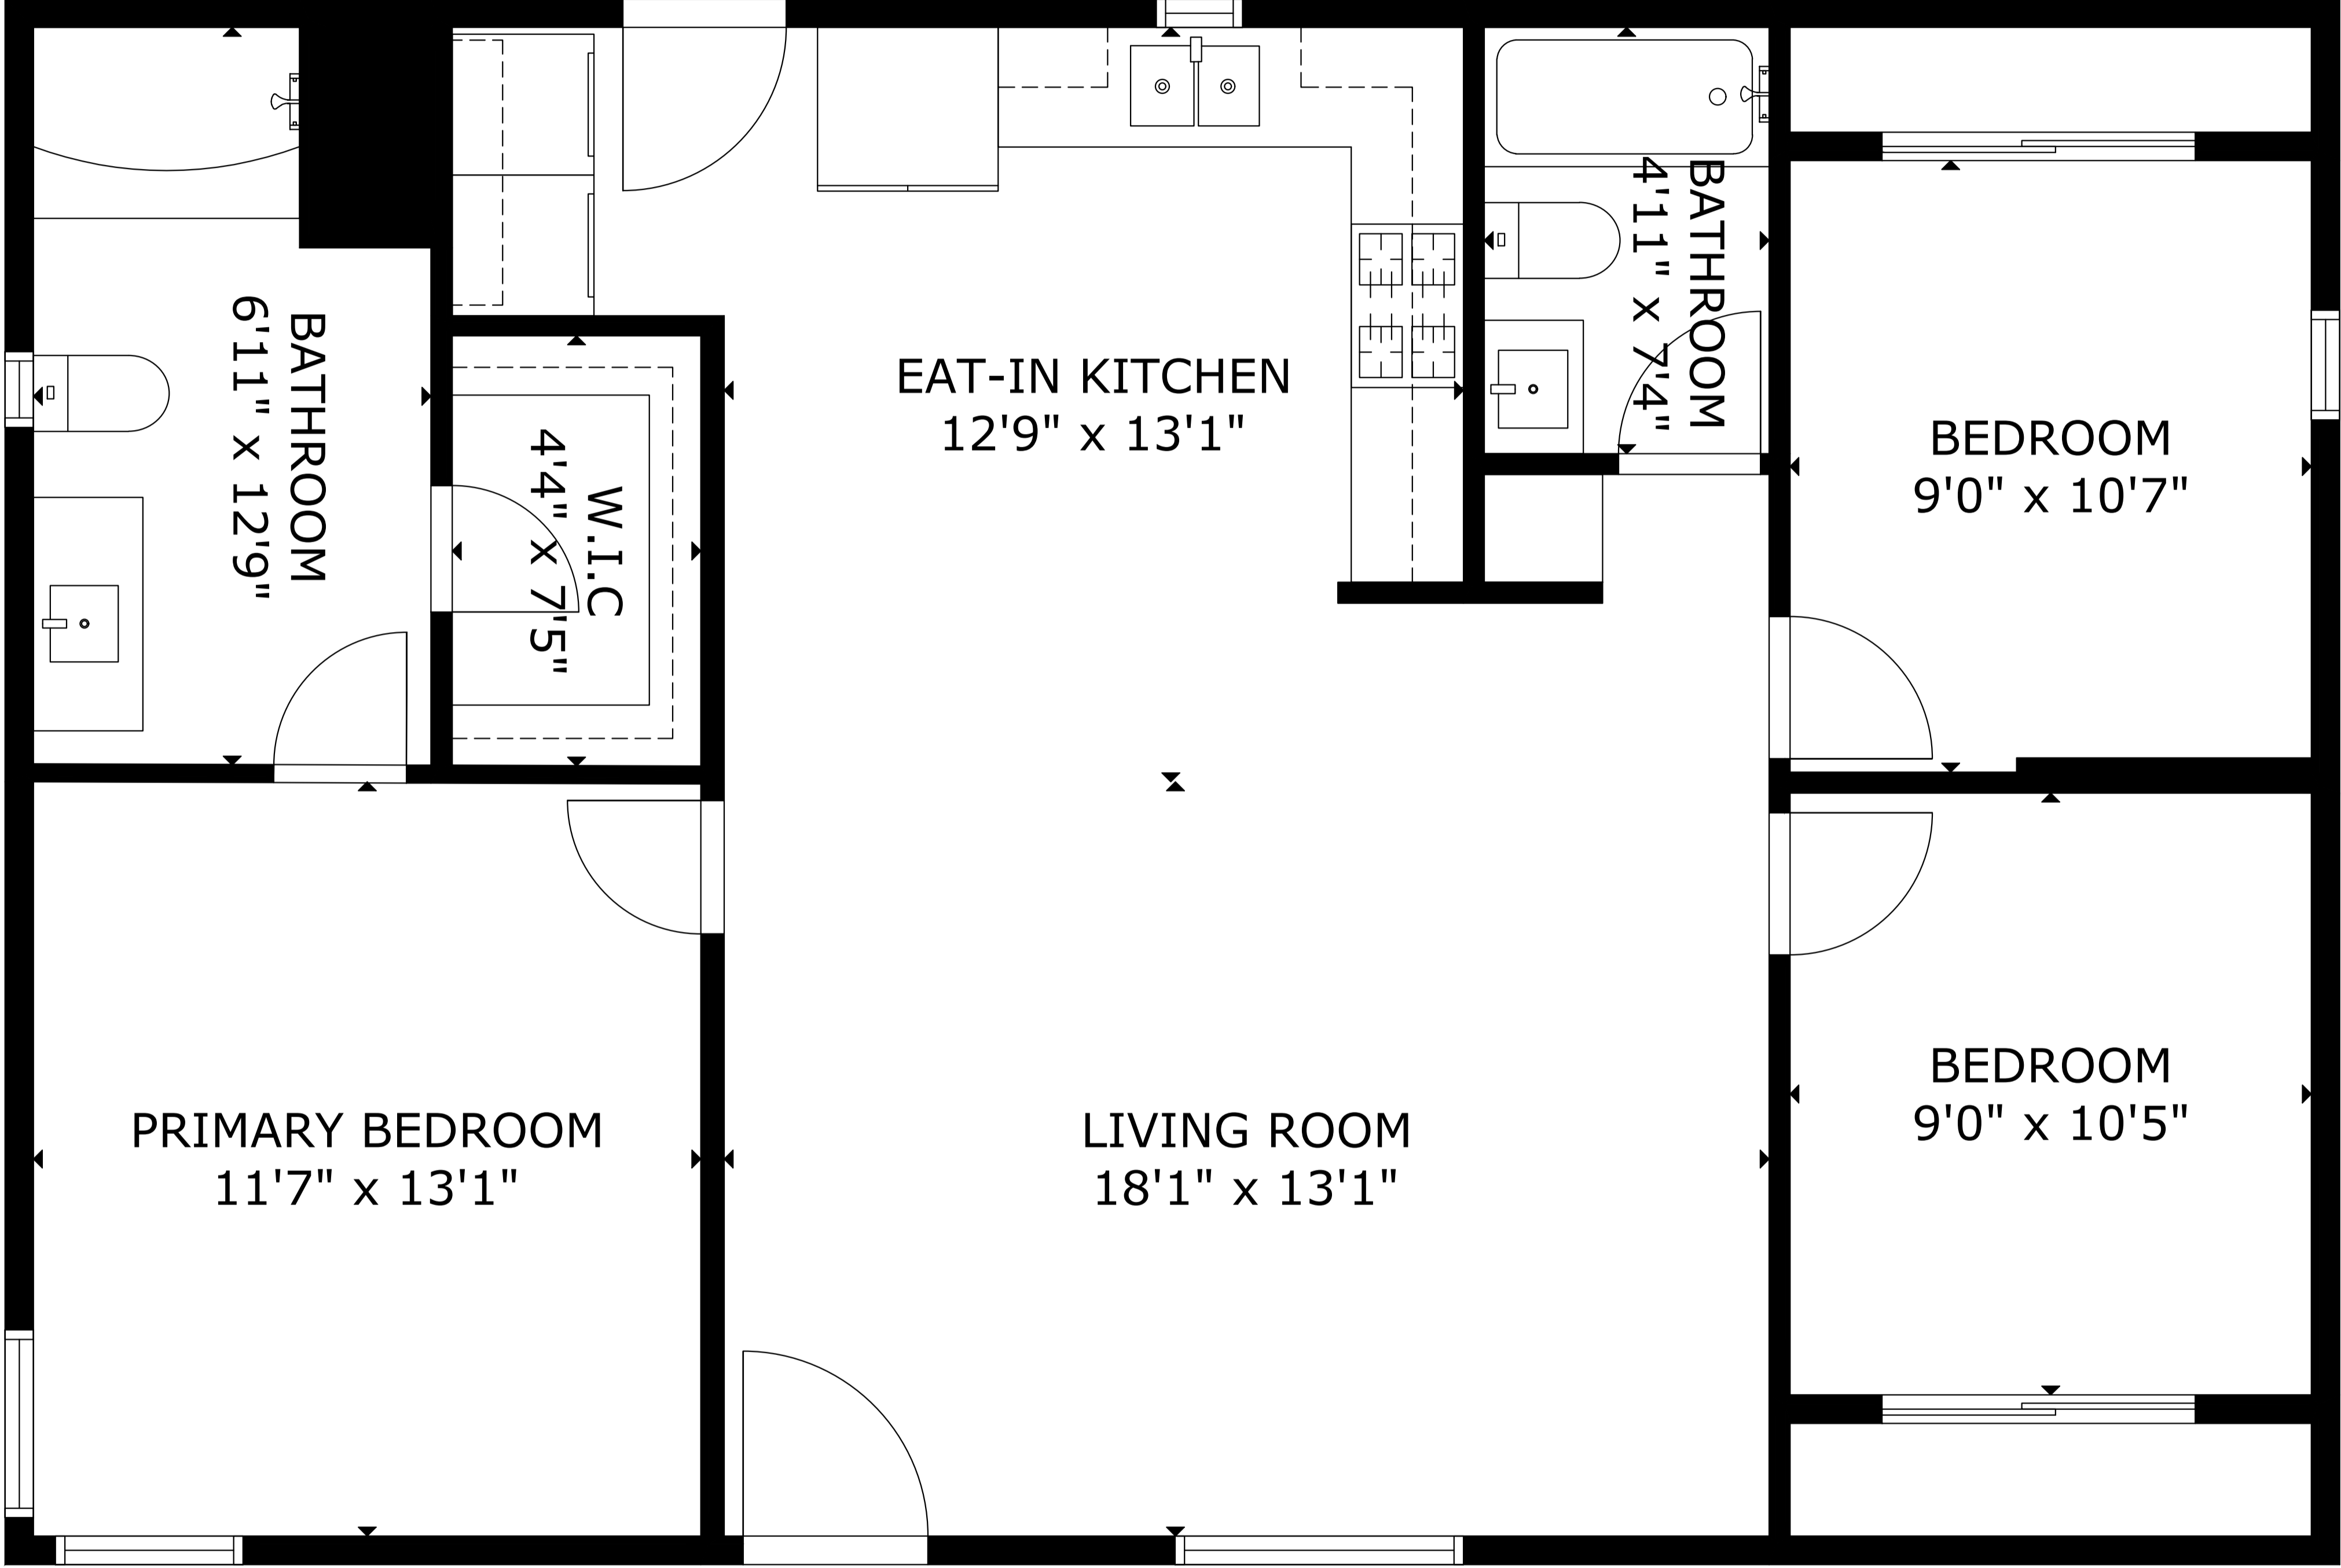 BATHROOM
6'11" x 12'9"
W.I.C
4'4" x 7'5"
EAT-IN KITCHEN
12'9" x 13'1"
BATHROOM
4'11" x 7'4"
BEDROOM
9'0" x 10'7"
PRIMARY BEDROOM
11'7" x 13'1"
LIVING ROOM
18'1" x 13'1"
BEDROOM
9'0" x 10'5"